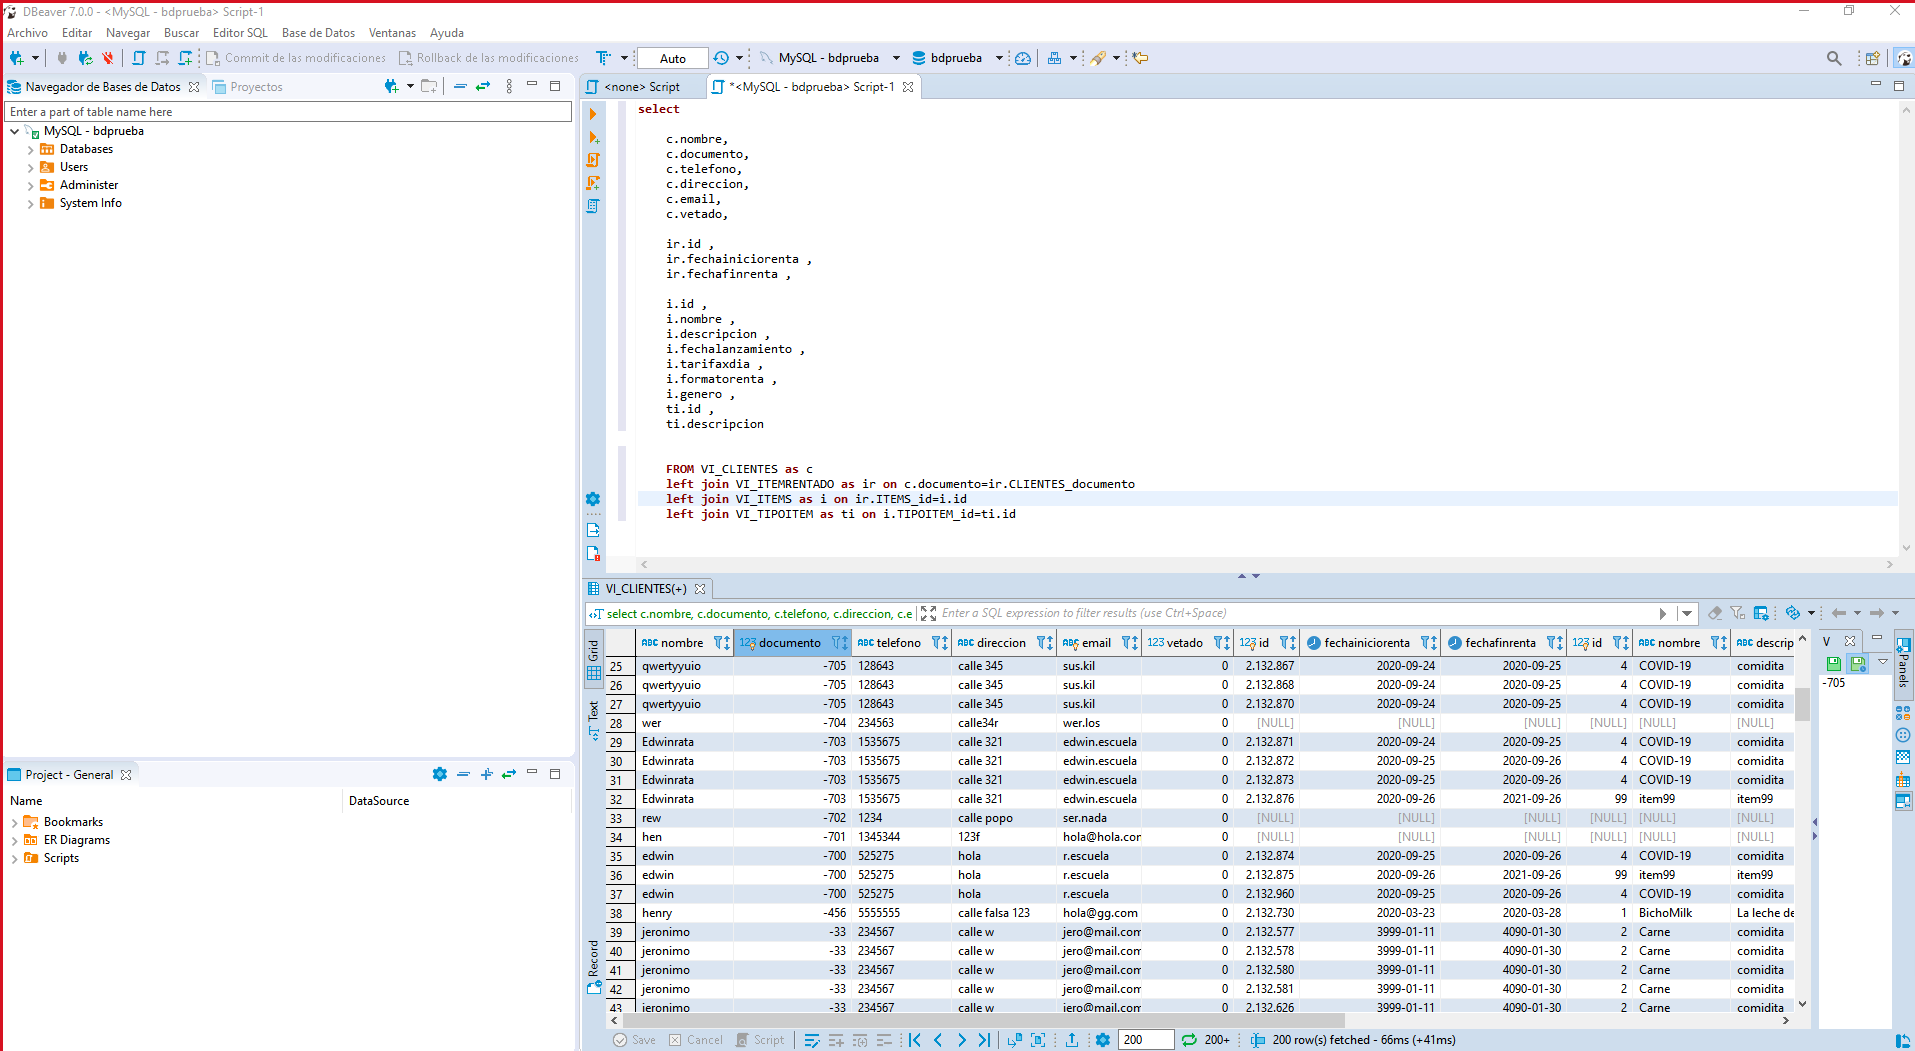 DBeaver 7.0.0 - <MySQL - bdprueba> Script-1
Archivo Editar Navegar Buscar Editor SQL Base de Datos Ventanas Ayuda
Commit de las modificaciones Rollback de las modificaciones Auto MySQL - bdprueba bdprueba
Navegador de Bases de Datos Proyectos
Enter a part of table name here
MySQL - bdprueba
Databases
Users
Administer
System Info
Project - General
Name DataSource
Bookmarks
ER Diagrams
Scripts
<none> Script *<MySQL - bdprueba> Script-1
select
c.nombre,
c.documento,
c.telefono,
c.direccion,
c.email,
c.vetado,
ir.id ,
ir.fechainiciorenta ,
ir.fechafinrenta ,
i.id ,
i.nombre ,
i.descripcion ,
i.fechalanzamiento ,
i.tarifaxdia ,
i.formatorenta ,
i.genero ,
ti.id ,
ti.descripcion
FROM VI_CLIENTES as c
left join VI_ITEMRENTADO as ir on c.documento=ir.CLIENTES_documento
left join VI_ITEMS as i on ir.ITEMS_id=i.id
left join VI_TIPOITEM as ti on i.TIPOITEM_id=ti.id
VI_CLIENTES(+)
select c.nombre, c.documento, c.telefono, c.direccion, c.e Enter a SQL expression to filter results (use Ctrl+Space)
Grid
Text
Record
ABC nombre 123 documento ABC telefono ABC direccion ABC email 123 vetado 123 id fechainiciorenta fechafinrenta 123 id ABC nombre ABC descrip
25 qwertyyuio -705 128643 calle 345 sus.kil 0 2.132.867 2020-09-24 2020-09-25 4 COVID-19 comidita
26 qwertyyuio -705 128643 calle 345 sus.kil 0 2.132.868 2020-09-24 2020-09-25 4 COVID-19 comidita
27 qwertyyuio -705 128643 calle 345 sus.kil 0 2.132.870 2020-09-24 2020-09-25 4 COVID-19 comidita
28 wer -704 234563 calle34r wer.los 0 [NULL] [NULL] [NULL] [NULL] [NULL] [NULL]
29 Edwinrata -703 1535675 calle 321 edwin.escuela 0 2.132.871 2020-09-24 2020-09-25 4 COVID-19 comidita
30 Edwinrata -703 1535675 calle 321 edwin.escuela 0 2.132.872 2020-09-25 2020-09-26 4 COVID-19 comidita
31 Edwinrata -703 1535675 calle 321 edwin.escuela 0 2.132.873 2020-09-25 2020-09-26 4 COVID-19 comidita
32 Edwinrata -703 1535675 calle 321 edwin.escuela 0 2.132.876 2020-09-26 2021-09-26 99 item99 item99
33 rew -702 1234 calle popo ser.nada 0 [NULL] [NULL] [NULL] [NULL] [NULL] [NULL]
34 hen -701 1345344 123f hola@hola.con 0 [NULL] [NULL] [NULL] [NULL] [NULL] [NULL]
35 edwin -700 525275 hola r.escuela 0 2.132.874 2020-09-25 2020-09-26 4 COVID-19 comidita
36 edwin -700 525275 hola r.escuela 0 2.132.875 2020-09-26 2021-09-26 99 item99 item99
37 edwin -700 525275 hola r.escuela 0 2.132.960 2020-09-25 2020-09-26 4 COVID-19 comidita
38 henry -456 5555555 calle falsa 123 hola@gg.com 0 2.132.730 2020-03-23 2020-03-28 1 BichoMilk La leche de
39 jeronimo -33 234567 calle w jero@mail.com 0 2.132.577 3999-01-11 4090-01-30 2 Carne comidita
40 jeronimo -33 234567 calle w jero@mail.com 0 2.132.578 3999-01-11 4090-01-30 2 Carne comidita
41 jeronimo -33 234567 calle w jero@mail.com 0 2.132.580 3999-01-11 4090-01-30 2 Carne comidita
42 jeronimo -33 234567 calle w jero@mail.com 0 2.132.581 3999-01-11 4090-01-30 2 Carne comidita
43 jeronimo -33 234567 calle w jero@mail.com 0 2.132.626 3999-01-11 4090-01-30 2 Carne comidita
V
-705
Panels
Save Cancel Script 200 200+ 200 row(s) fetched - 66ms (+41ms)